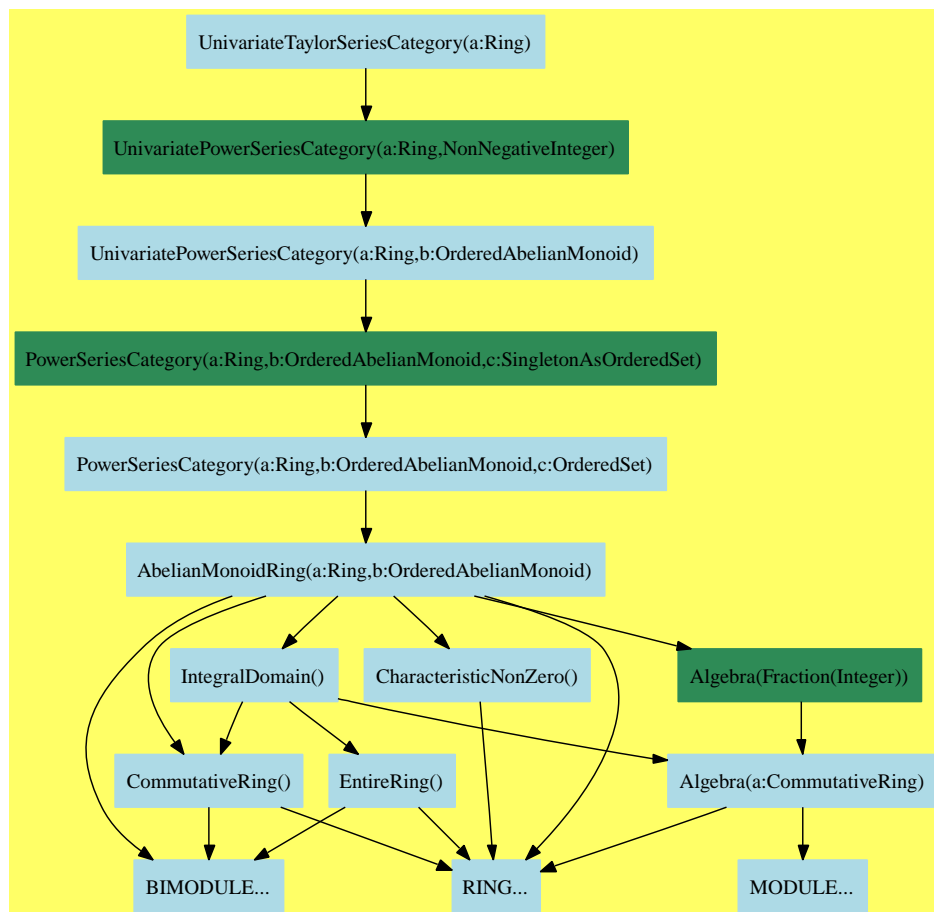 UnivariateTaylorSeriesCategory(a:Ring)
UnivariatePowerSeriesCategory(a:Ring,NonNegativeInteger)
UnivariatePowerSeriesCategory(a:Ring,b:OrderedAbelianMonoid)
PowerSeriesCategory(a:Ring,b:OrderedAbelianMonoid,c:SingletonAsOrderedSet)
PowerSeriesCategory(a:Ring,b:OrderedAbelianMonoid,c:OrderedSet)
AbelianMonoidRing(a:Ring,b:OrderedAbelianMonoid)
IntegralDomain()
CharacteristicNonZero()
Algebra(Fraction(Integer))
CommutativeRing()
EntireRing()
Algebra(a:CommutativeRing)
BIMODULE...
RING...
MODULE...